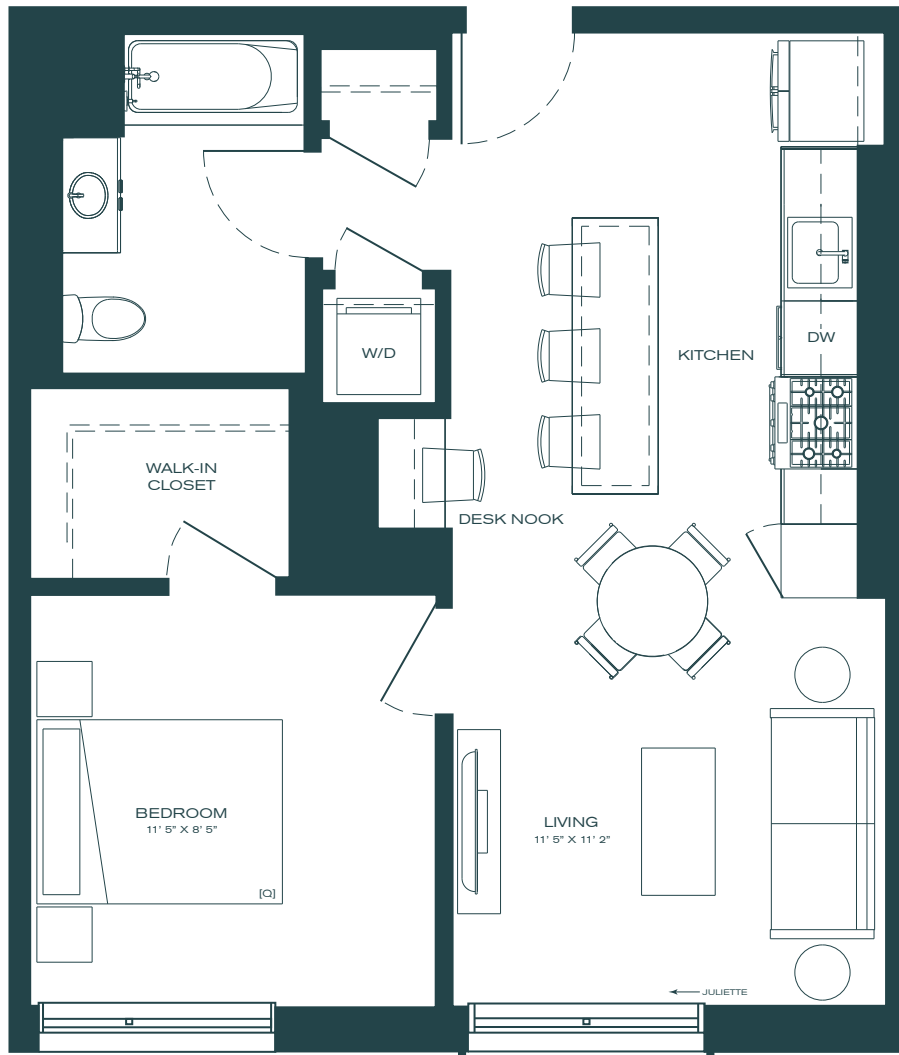 W/D
KITCHEN
DW
WALK-IN
CLOSET
DESK NOOK
BEDROOM
11' 5" X 8' 5"
[Q]
LIVING
11' 5" X 11' 2"
JULIETTE